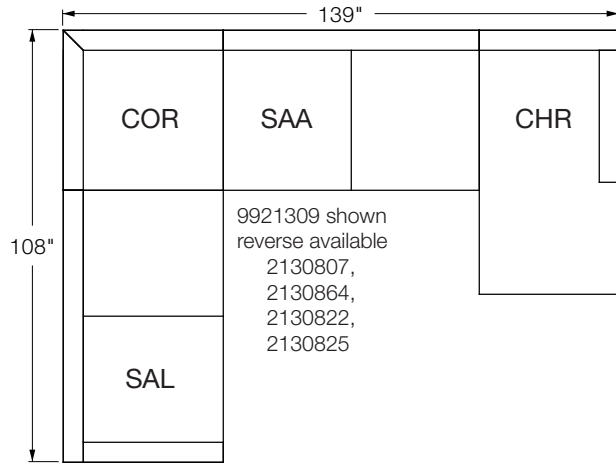 139"
COR
SAA
CHR
9921309 shown
reverse available
2130807,
2130864,
2130822,
2130825
108"
SAL